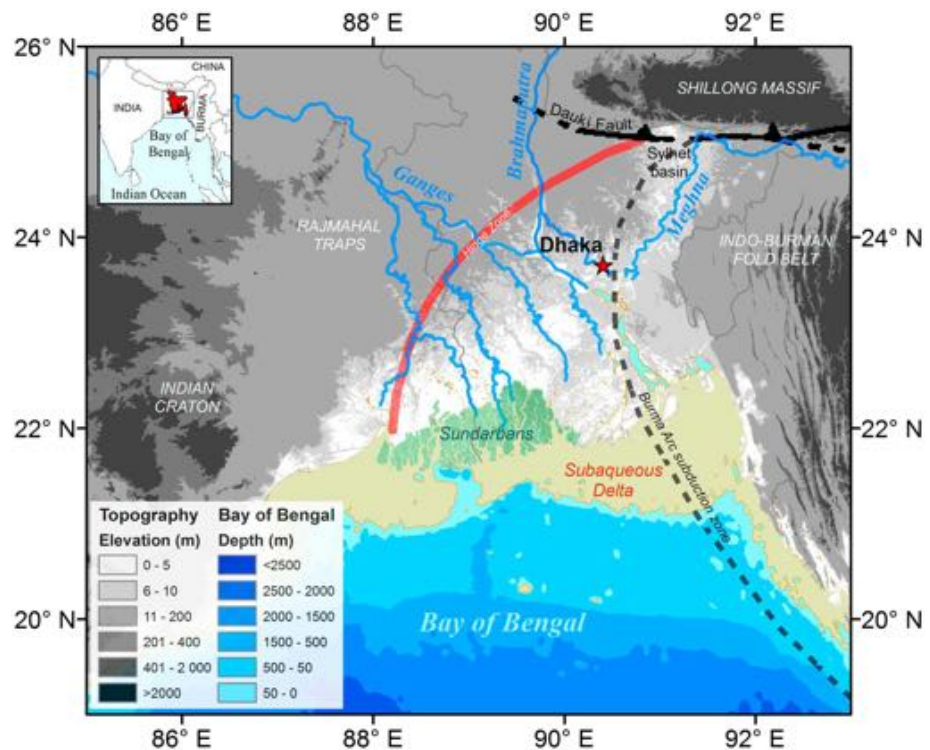 86° E
88° E
90° E
92° E
26° N
24° N
22° N
20° N
CHINA
INDIA
BURMA
Bay of
Bengal
Indian Ocean
SHILLONG MASSIF
Dauki Fault
Brahmaputra
Sylhet
basin
Meghna
Ganges
Hinge Zone
RAJMAHAL
TRAPS
Dhaka
INDO-BURMAN
FOLD BELT
INDIAN
CRATON
Sundarbans
Burma Arc subduction zone
Subaqueous
Delta
Bay of Bengal
Topography
Elevation (m)
0 - 5
6 - 10
11 - 200
201 - 400
401 - 2 000
>2000
Bay of Bengal
Depth (m)
<2500
2500 - 2000
2000 - 1500
1500 - 500
500 - 50
50 - 0
26° N
24° N
22° N
20° N
86° E
88° E
90° E
92° E